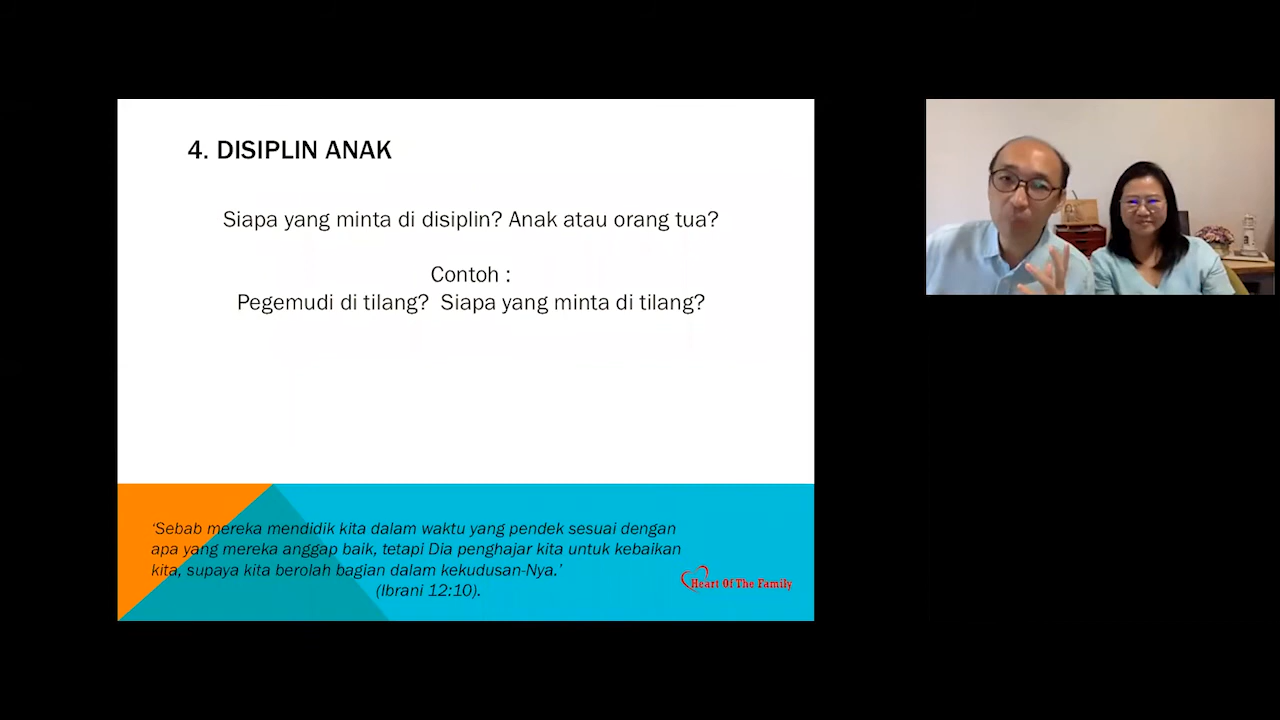 4. DISIPLIN ANAK
Siapa yang minta di disiplin? Anak atau orang tua?
Contoh :
Pegemudi di tilang? Siapa yang minta di tilang?
‘Sebab mereka mendidik kita dalam waktu yang pendek sesuai dengan
apa yang mereka anggap baik, tetapi Dia penghajar kita untuk kebaikan
kita, supaya kita berolah bagian dalam kekudusan-Nya.’
(Ibrani 12:10).
Heart Of The Family